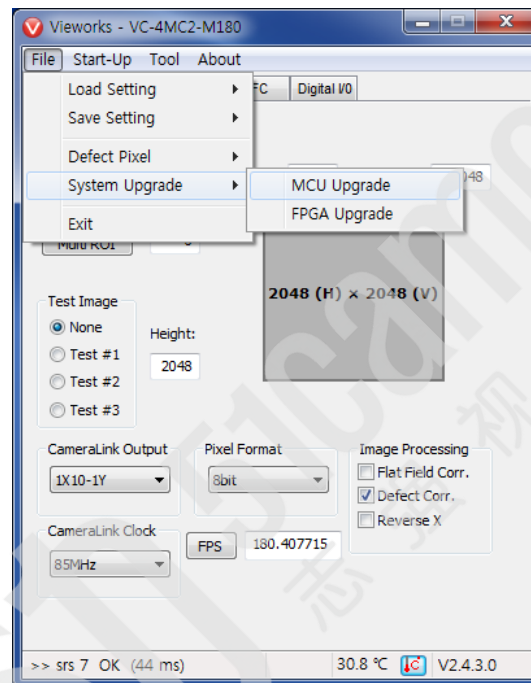 Vieworks - VC-4MC2-M180
File Start-Up Tool About
FC Digital I/O
Load Setting
Save Setting
Defect Pixel
System Upgrade
Exit
MCU Upgrade
FPGA Upgrade
Multi ROI
2048 (H) × 2048 (V)
Test Image
None
Test #1
Test #2
Test #3
Height:
2048
CameraLink Output
1X10-1Y
Pixel Format
8bit
Image Processing
Flat Field Corr.
Defect Corr.
Reverse X
CameraLink Clock
85MHz
FPS 180.407715
>> srs 7 OK (44 ms) 30.8 ℃ V2.4.3.0